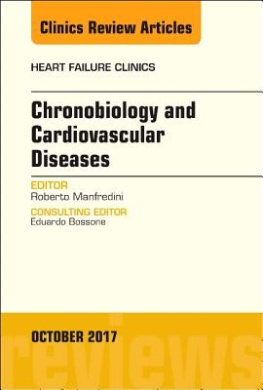 Clinics Review Articles
HEART FAILURE CLINICS
Chronobiology and
Cardiovascular
Diseases
EDITOR
Roberto Manfredini
CONSULTING EDITOR
Eduardo Bossone
OCTOBER 2017
reviews